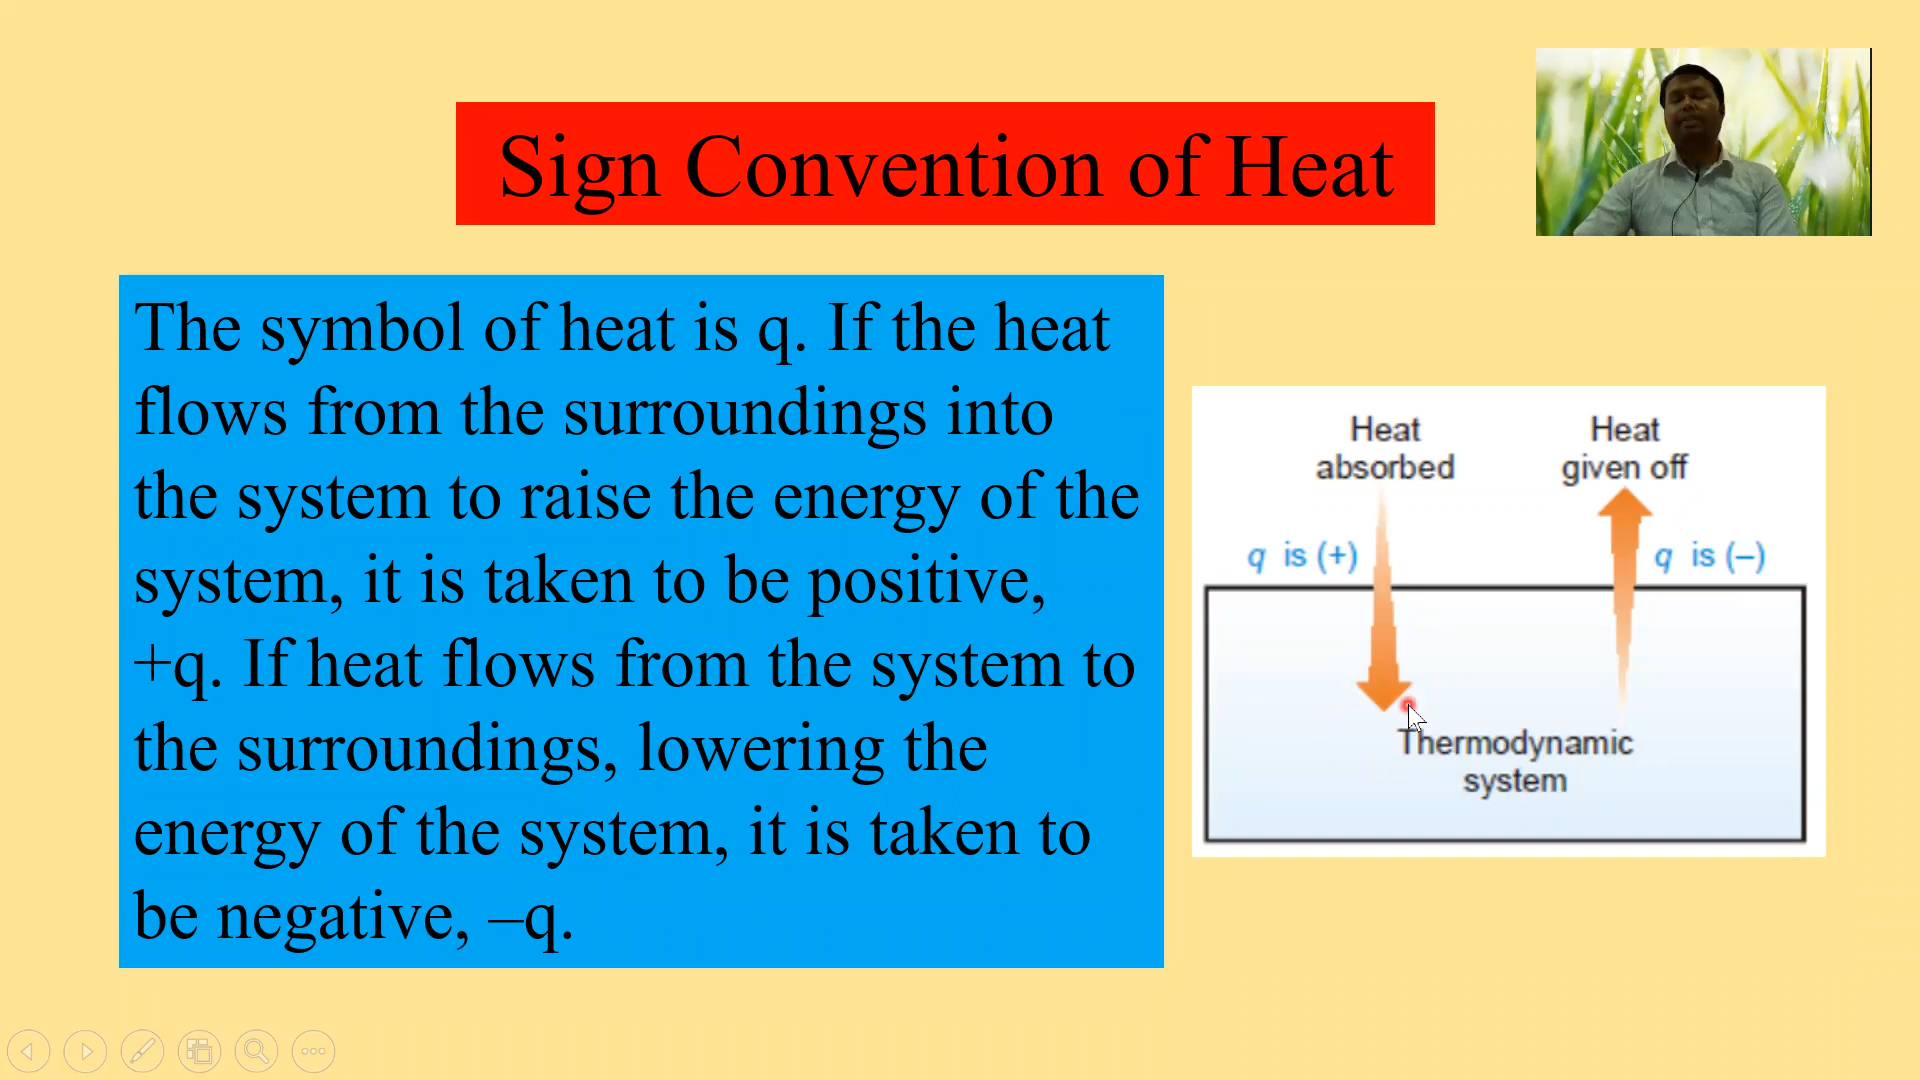 Sign Convention of Heat
The symbol of heat is q. If the heat
flows from the surroundings into
the system to raise the energy of the
system, it is taken to be positive,
+q. If heat flows from the system to
the surroundings, lowering the
energy of the system, it is taken to
be negative, –q.
Heat
absorbed
Heat
given off
q is (+)
q is (–)
Thermodynamic
system